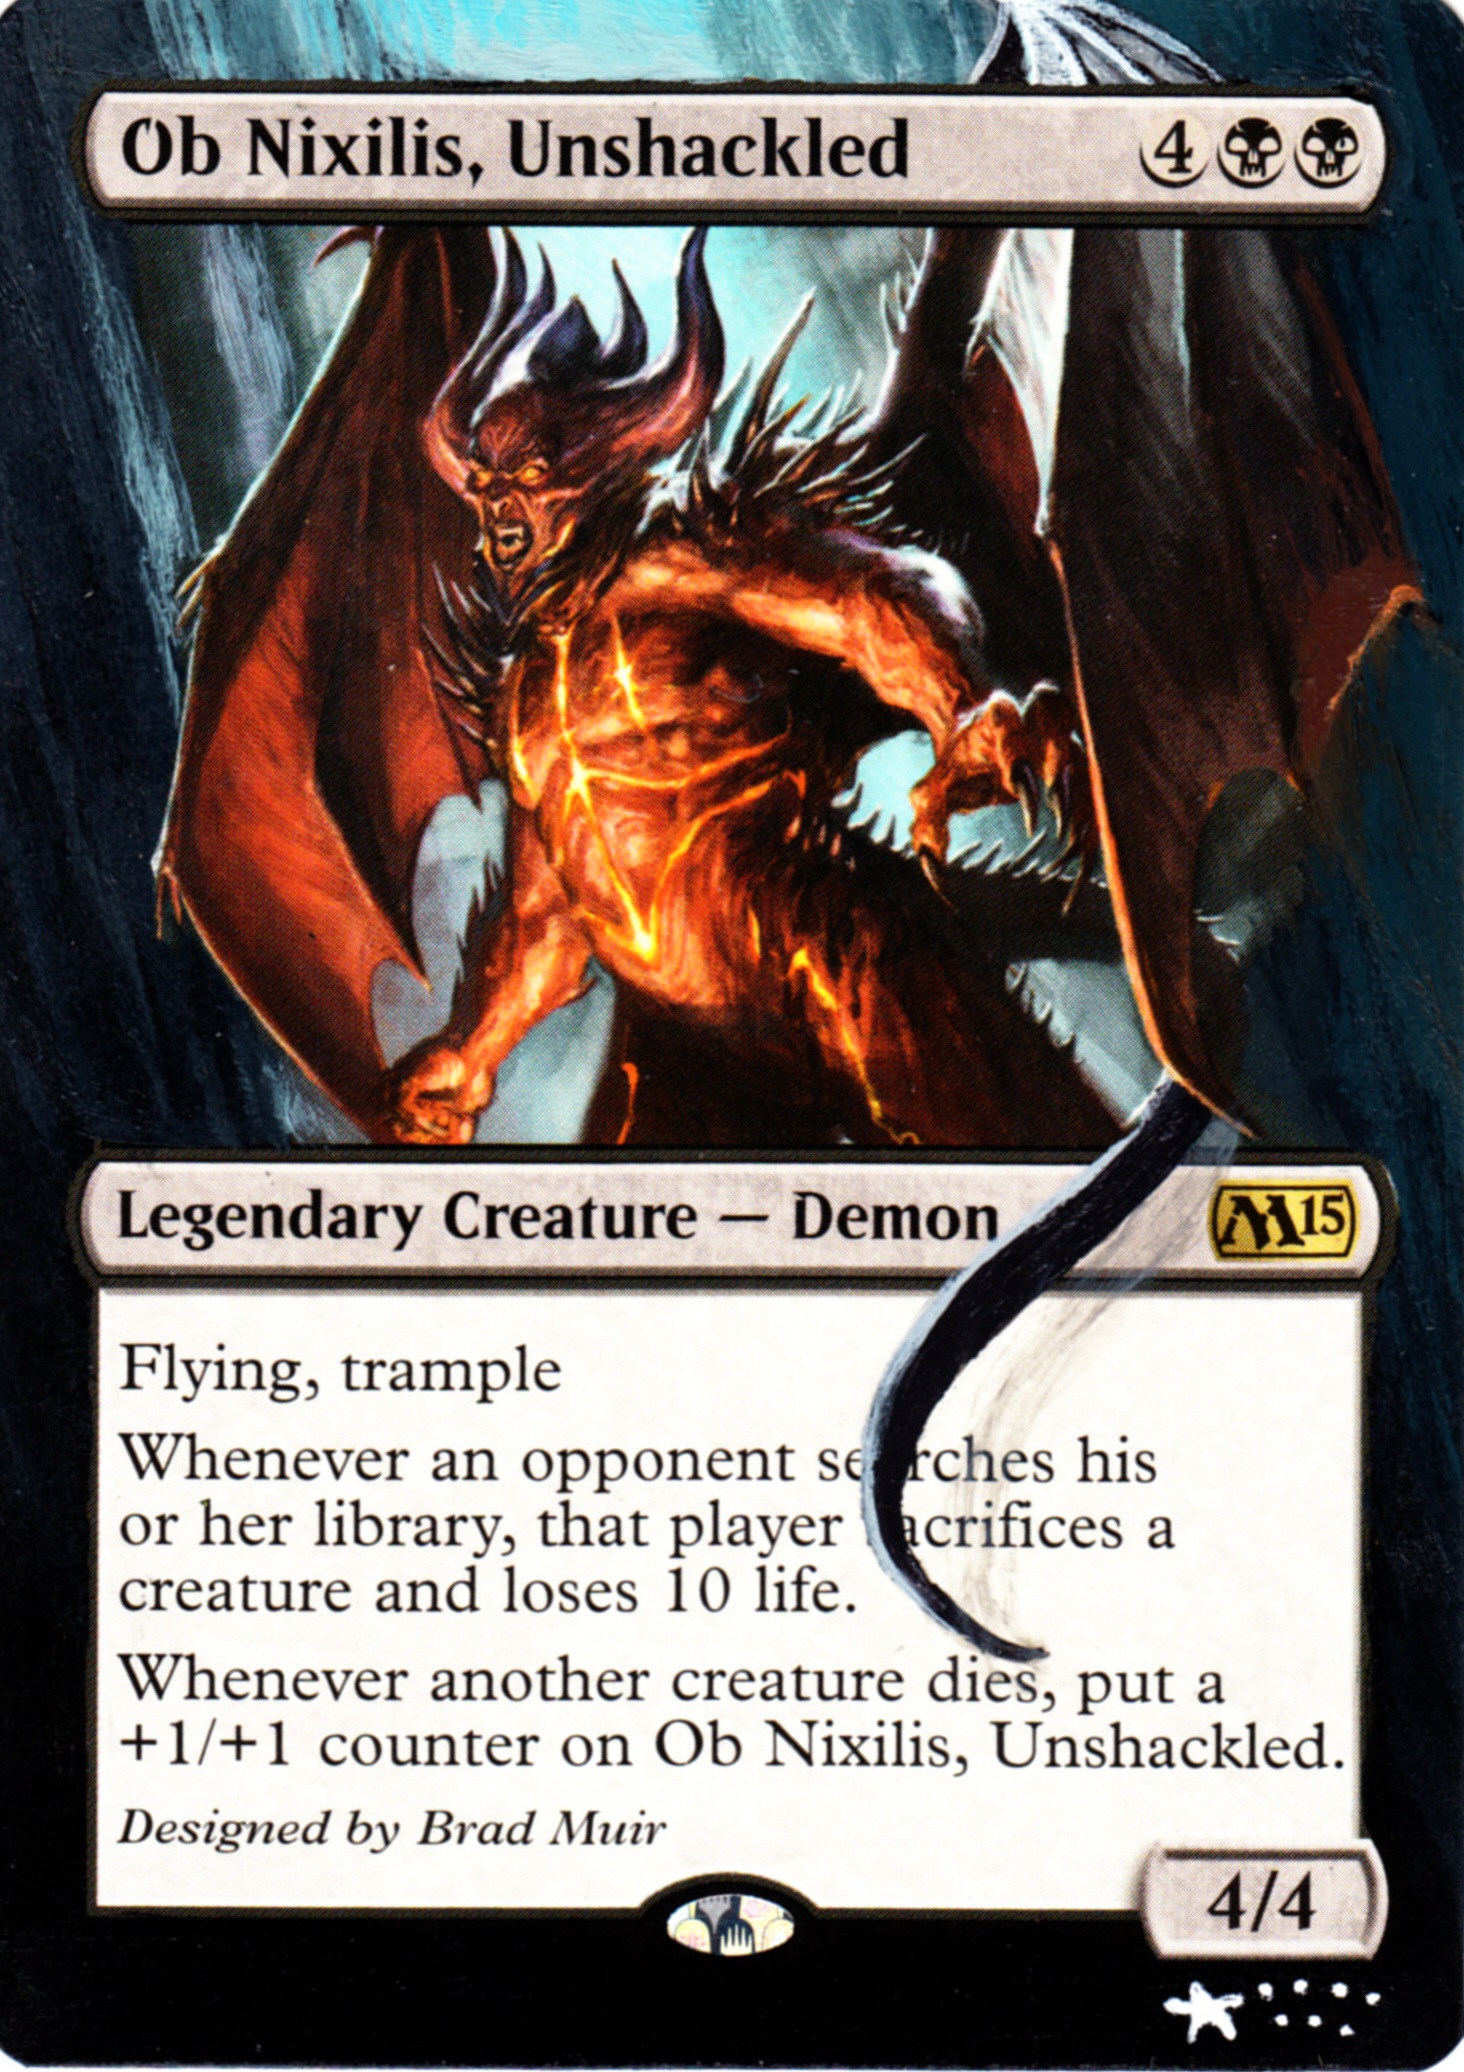 Ob Nixilis, Unshackled 4
Legendary Creature — Demon M15
Flying, trample
Whenever an opponent searches his
or her library, that player sacrifices a
creature and loses 10 life.
Whenever another creature dies, put a
+1/+1 counter on Ob Nixilis, Unshackled.
Designed by Brad Muir
4/4